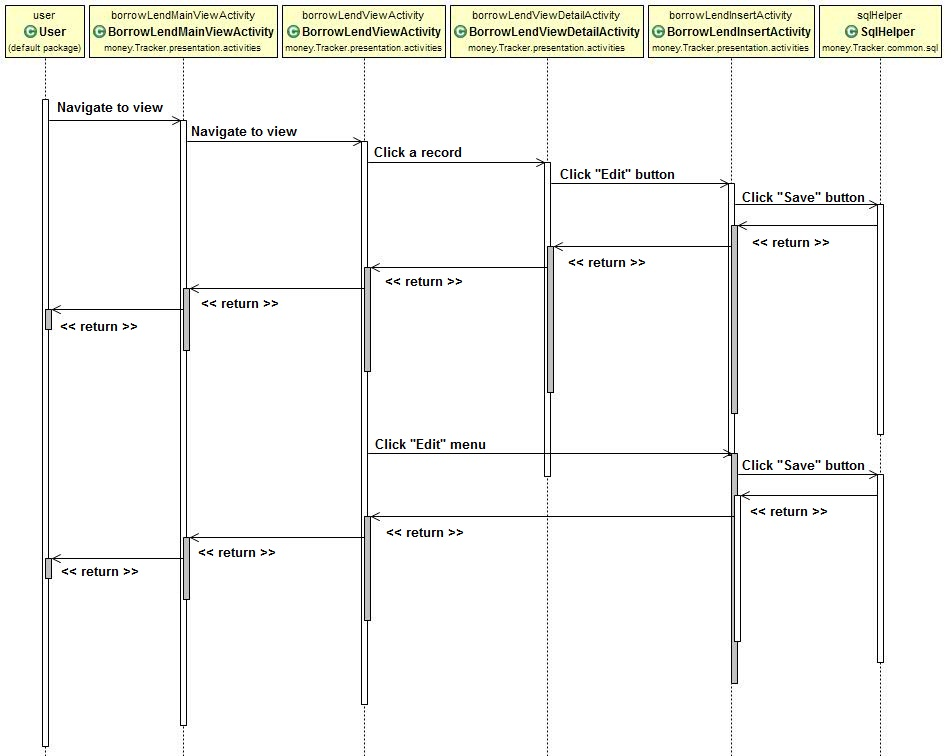 user
C User
(default package)
borrowLendMainViewActivity
C BorrowLendMainViewActivity
money.Tracker.presentation.activities
borrowLendViewActivity
C BorrowLendViewActivity
money.Tracker.presentation.activities
borrowLendViewDetailActivity
C BorrowLendViewDetailActivity
money.Tracker.presentation.activities
borrowLendInsertActivity
C BorrowLendInsertActivity
money.Tracker.presentation.activities
sqlHelper
C SqlHelper
money.Tracker.common.sql
Navigate to view
Navigate to view
Click a record
Click "Edit" button
Click "Save" button
<< return >>
<< return >>
<< return >>
<< return >>
<< return >>
Click "Edit" menu
Click "Save" button
<< return >>
<< return >>
<< return >>
<< return >>